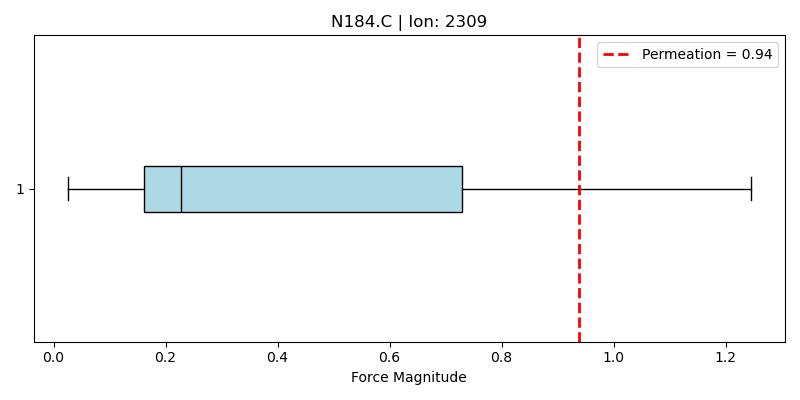 N184.C | Ion: 2309
Permeation = 0.94
1
0.0 0.2 0.4 0.6 0.8 1.0 1.2
Force Magnitude